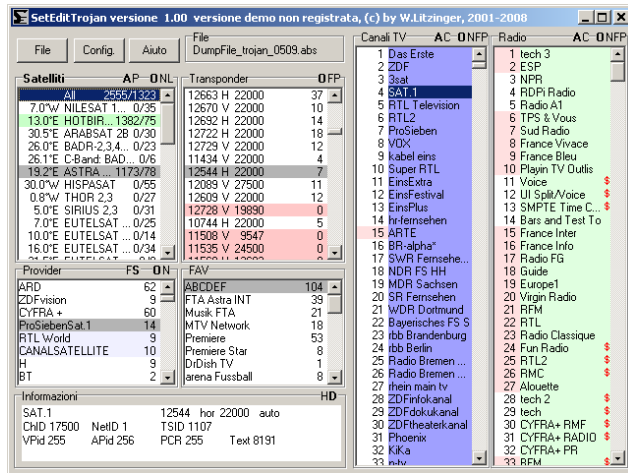 SetEditTrojan versione 1.00 versione demo non registrata, (c) by W.Litzinger, 2001-2008
File
Config.
Aiuto
File
DumpFile_trojan_0509.abs
Satelliti AP-ONL
All 2555/1323
7.0°W NILESAT 1... 0/35
13.0°E HOTBIR... 1382/75
30.5°E ARABSAT 2B 0/30
26.0°E BADR-2,3,4... 0/23
26.1°E C-Band: BAD... 0/6
19.2°E ASTRA ... 1173/78
30.0°W HISPASAT 0/55
0.8°W THOR 2,3 0/27
5.0°E SIRIUS 2,3 0/31
7.0°E EUTELSAT ... 0/25
10.0°E EUTELSAT ... 0/14
16.0°E EUTELSAT ... 0/34
Transponder OFP-
12663 H 22000 37
12670 V 22000 10
12692 H 22000 14
12722 H 22000 18
12729 V 22000 12
11434 V 22000 4
12544 H 22000 7
12089 V 27500 11
12609 V 22000 12
12728 V 19890 0
10744 H 22000 5
11508 V 9547 0
11535 V 24500 0
Provider FS ON
ARD 62
ZDFvision 9
CYFRA + 60
ProSiebenSat.1 14
RTL World 9
CANALSATELLITE 10
H 9
BT 2
FAV
ABCDEF 104
FTA Astra INT 39
Musik FTA 21
MTV Network 18
Premiere 53
Premiere Star 8
DrDish TV 1
arena Fussball 8
Informazioni HD-
SAT.1 12544 hor 22000 auto
ChID 17500 NetID 1 TSID 1107
VPid 255 APid 256 PCR 255 Text 8191
Canali TV AC-ONFP
1 Das Erste
2 ZDF
3 3sat
4 SAT.1
5 RTL Television
6 RTL2
7 ProSieben
8 VOX
9 kabel eins
10 Super RTL
11 EinsExtra
12 EinsFestival
13 EinsPlus
14 hr-fernsehen
15 ARTE
16 BR-alpha*
17 SWR Fernsehe...
18 NDR FS HH
19 MDR Sachsen
20 SR Fernsehen
21 WDR Dortmund
22 Bayerisches FS S
23 rbb Brandenburg
24 rbb Berlin
25 Radio Bremen ...
26 Radio Bremen ...
27 rhein main tv
28 ZDFinfokanal
29 ZDFdokukanal
30 ZDFtheaterkanal
31 Phoenix
32 KiKa
33 n-tv
Radio AC-ONFP
1 tech 3
2 ESP
3 NPR
4 RDPi Radio
5 Radio A1
6 TPS & Vous
7 Sud Radio
8 France Vivace
9 France Bleu
10 Playin TV Outlis
11 Voice $
12 UI Split/Voice $
13 SMPTE Time C... $
14 Bars and Test To
15 France Inter
16 France Info
17 Radio FG
18 Guide
19 Europe1
20 Virgin Radio
21 RFM
22 RTL
23 Radio Classique
24 Fun Radio $
25 RTL2 $
26 RMC $
27 Alouette
28 tech 2 $
29 tech $
30 CYFRA+ RMF $
31 CYFRA+ RADIO $
32 CYFRA+ PR
33 BFM $